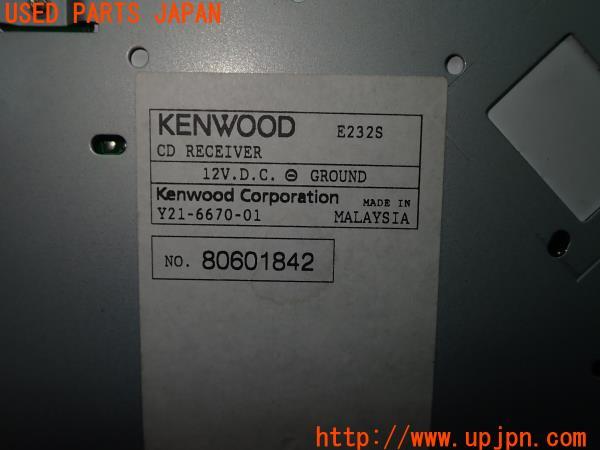 USED PARTS JAPAN
KENWOOD E232S
CD RECEIVER
12V.D.C. ⊖ GROUND
Kenwood Corporation MADE IN
Y21-6670-01 MALAYSIA
NO. 80601842
http://www.upjpn.com/